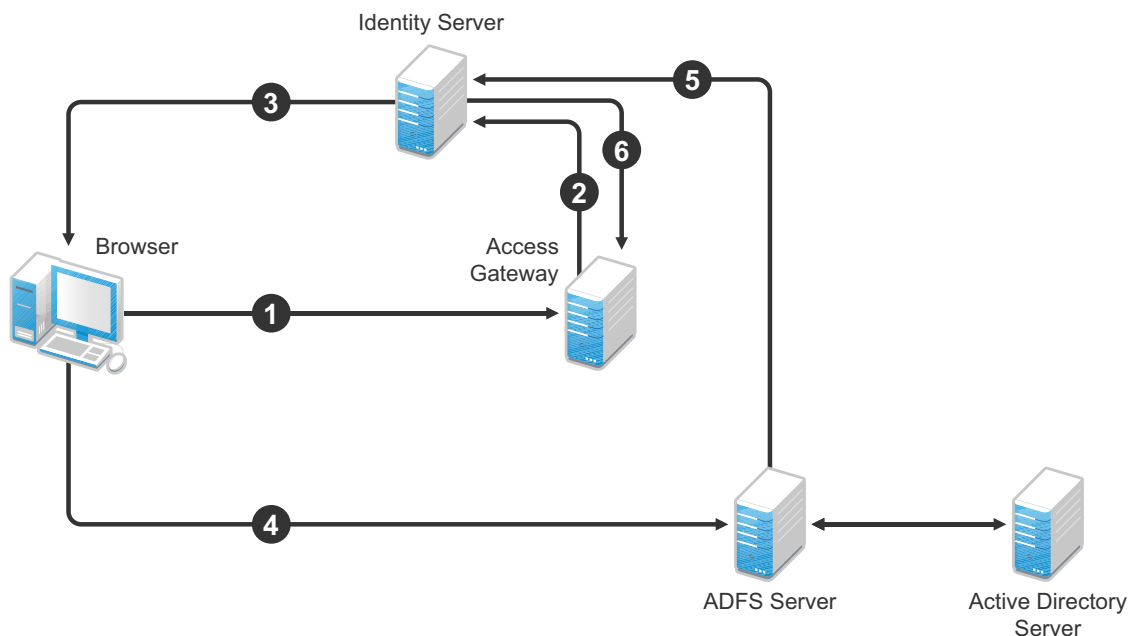 Identity Server
5
3
6
2
Browser
Access
Gateway
1
4
ADFS Server
Active Directory
Server